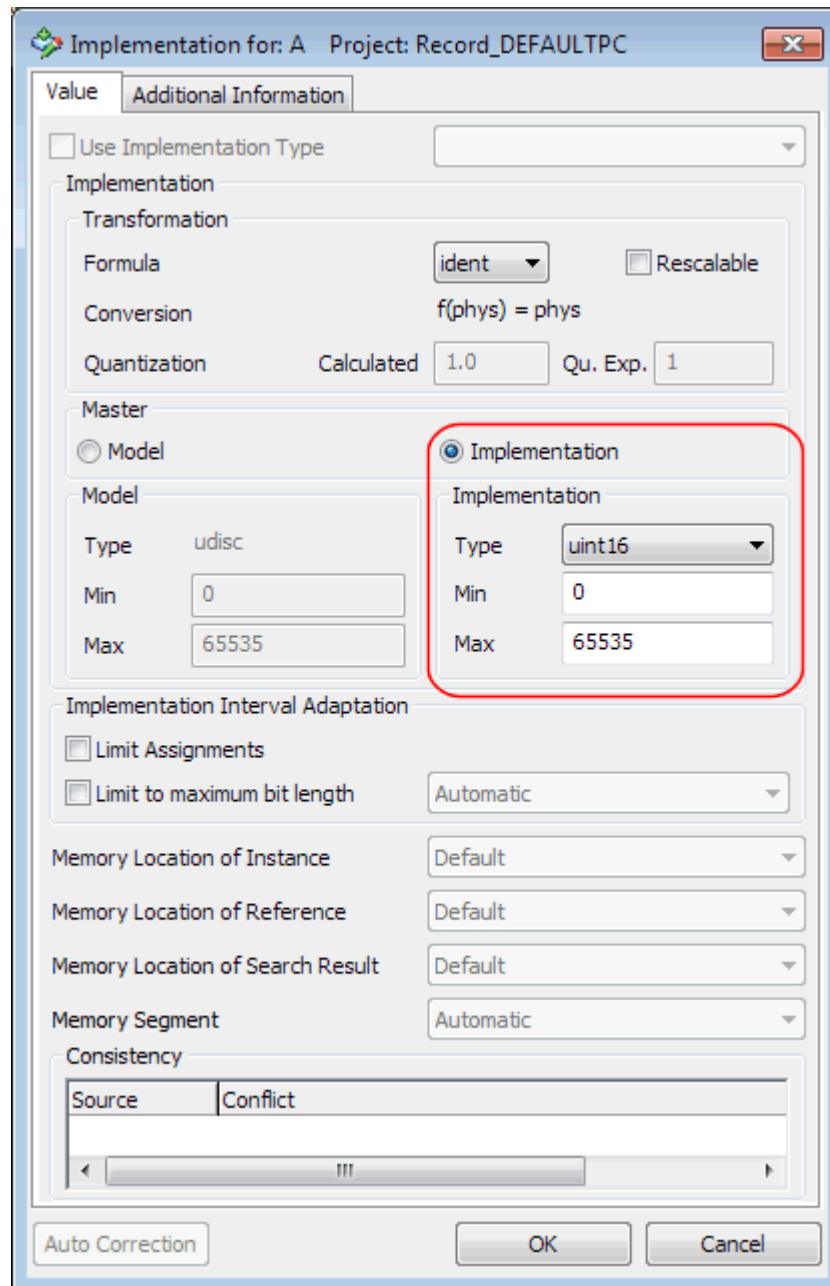 Implementation for: A Project: Record_DEFAULTPC
Value Additional Information
Use Implementation Type
Implementation
Transformation
Formula ident Rescalable
Conversion f(phys) = phys
Quantization Calculated 1.0 Qu. Exp. 1
Master
Model Implementation
Model Implementation
Type udisc Type uint16
Min 0 Min 0
Max 65535 Max 65535
Implementation Interval Adaptation
Limit Assignments
Limit to maximum bit length Automatic
Memory Location of Instance Default
Memory Location of Reference Default
Memory Location of Search Result Default
Memory Segment Automatic
Consistency
Source Conflict
Auto Correction OK Cancel